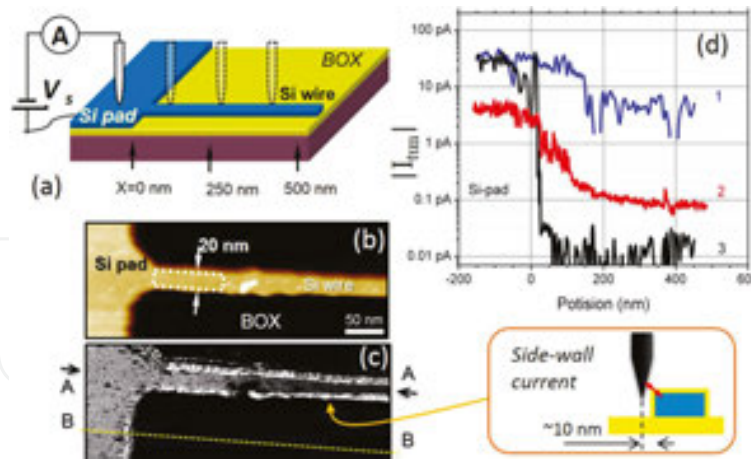 A
V s
BOX
Si wire
Si pad
(a)
X=0 nm
250 nm
500 nm
(b)
20 nm
Si pad
Si wire
BOX
50 nm
(c)
A
A
B
B
(d)
100 pA
10 pA
1 pA
0.1 pA
0.01 pA
|I tun|
Si-pad
1
2
3
-200
0
200
400
Potision (nm)
Side-wall
current
~10 nm